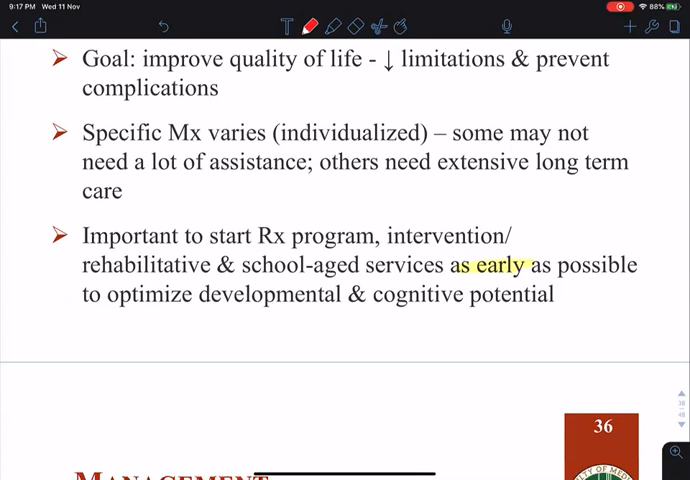 9:17 PM Wed 11 Nov
88%
➢ Goal: improve quality of life - ↓ limitations & prevent
complications
➢ Specific Mx varies (individualized) – some may not
need a lot of assistance; others need extensive long term
care
➢ Important to start Rx program, intervention/
rehabilitative & school-aged services as early as possible
to optimize developmental & cognitive potential
36
MANAGEMENT